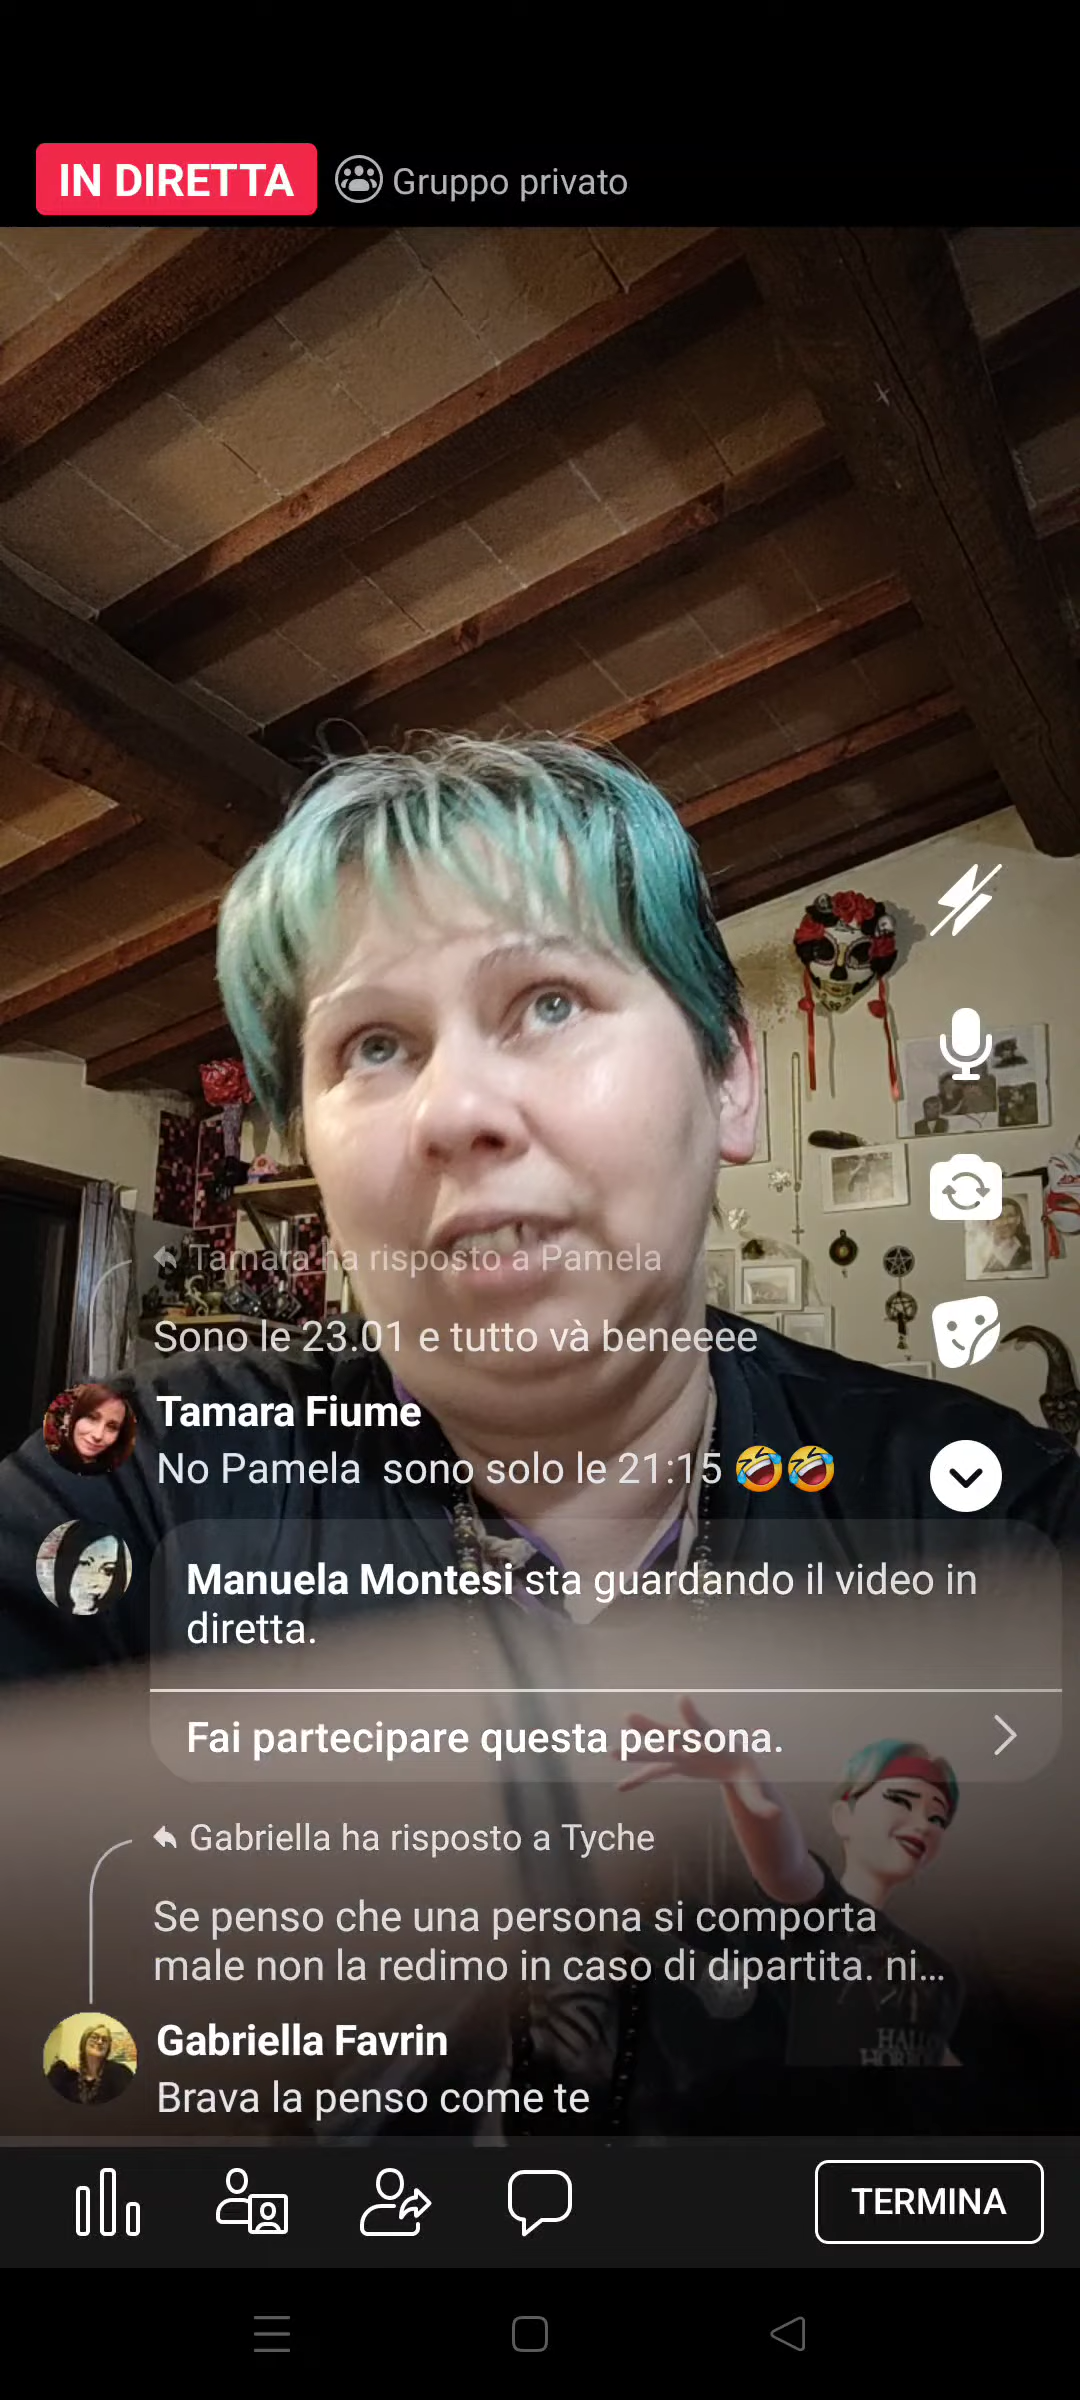 IN DIRETTA
Gruppo privato
Tamara ha risposto a Pamela
Sono le 23.01 e tutto và beneeee
Tamara Fiume
No Pamela  sono solo le 21:15 🤣🤣
Manuela Montesi sta guardando il video in
diretta.
Fai partecipare questa persona.
Gabriella ha risposto a Tyche
Se penso che una persona si comporta
male non la redimo in caso di dipartita. ni…
Gabriella Favrin
Brava la penso come te
TERMINA